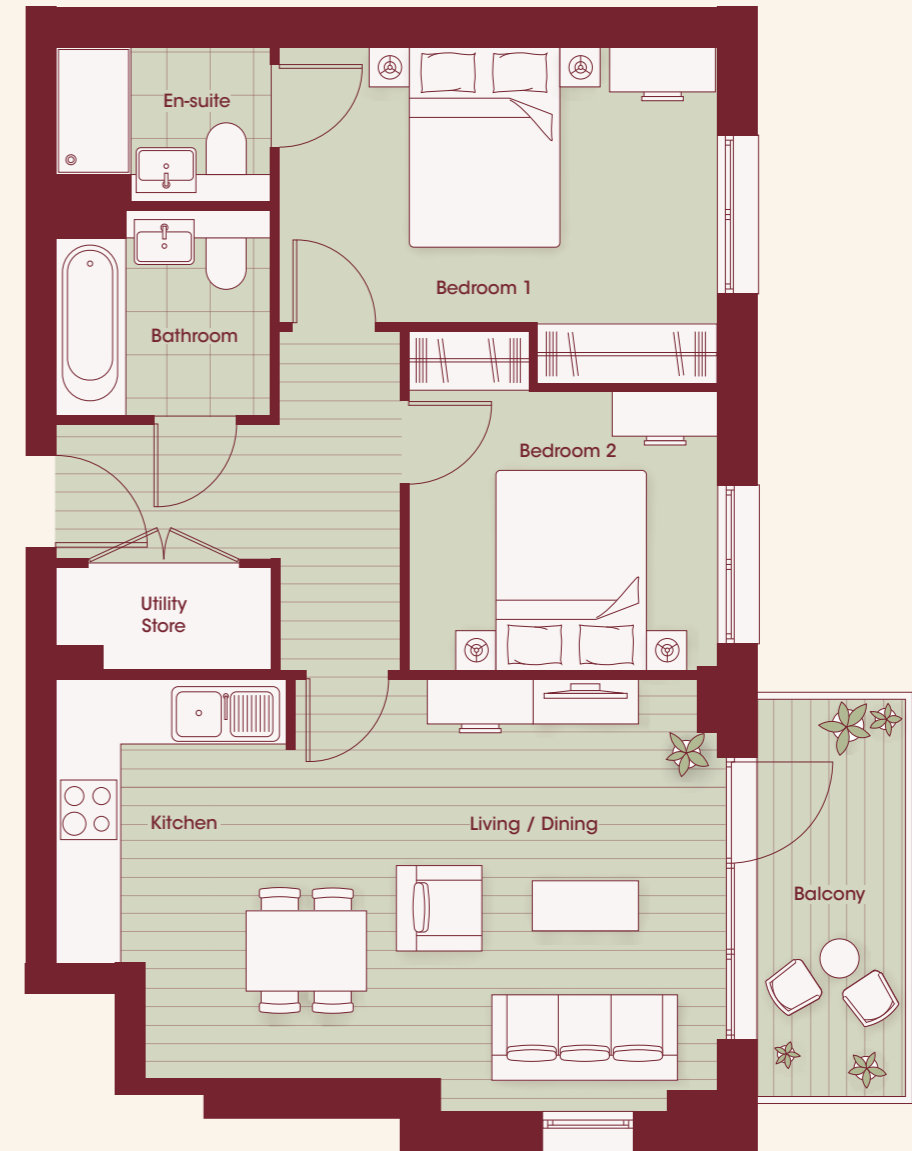 En-suite
Bedroom 1
Bathroom
Bedroom 2
Utility
Store
Kitchen
Living / Dining
Balcony